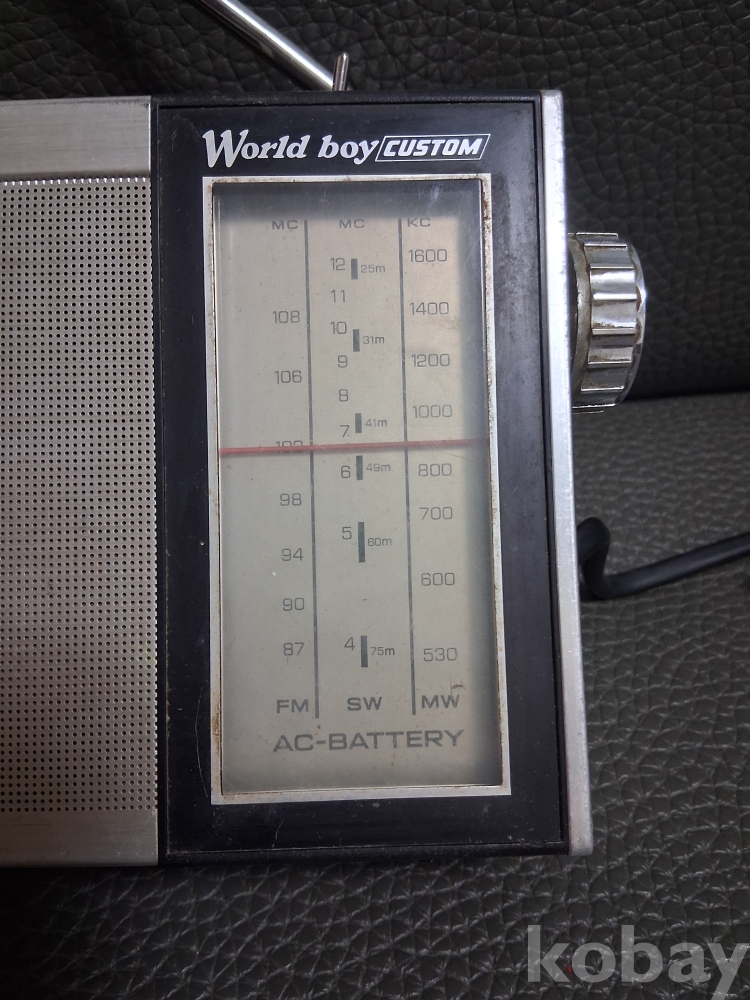 World boy CUSTOM
MC MC KC
12 25m 1600
11
108 1400
10 31m
9 1200
106
8
1000
7 41m
6 49m 800
98
700
5 60m
94
600
90
87 4 75m 530
FM SW MW
AC-BATTERY
kobay